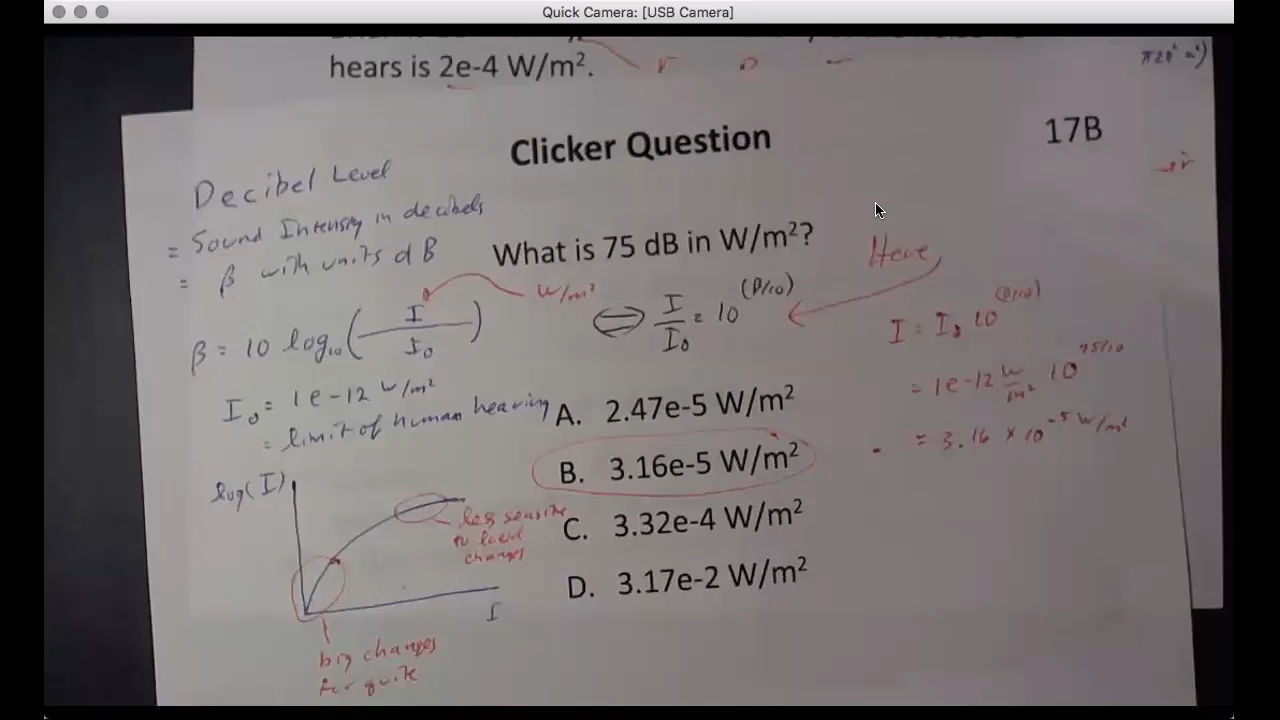 Quick Camera: [USB Camera]
hears is 2e-4 W/m².
Clicker Question
17B
Decibel Level
= Sound Intensity in decibels
= β with units dB
What is 75 dB in W/m²?
Here
W/m²
β = 10 log₁₀(I/I₀)
⇔ I/I₀ = 10^(β/10)
I = I₀ 10^(β/10)
I₀ = 1e-12 W/m²
= 1e-12 W/m² 10^75/10
= limit of human hearing
= 3.16 × 10^-5 W/m²
A. 2.47e-5 W/m²
B. 3.16e-5 W/m²
C. 3.32e-4 W/m²
D. 3.17e-2 W/m²
log(I)
less sensitive
to loud
changes
I
big changes
for quite